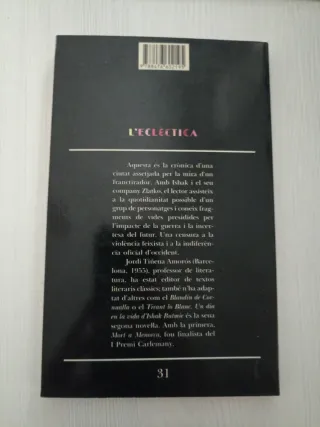 L'ECLÈCTICA
Aquesta és la crònica d'una
ciutat assetjada per la mira d'un
franctirador. Amb Ishak i el seu
company Zlatko, el lector assisteix
a la quotidianitat possible d'un
grup de personatges i coneix frag-
ments de vides presidides per
l'impacte de la guerra i la incer-
tesa del futur. Una censura a la
violència feixista i a la indiferèn-
cia oficial d'occident.
Jordi Tiñena Amorós (Barce-
lona, 1955), professor de litera-
tura, ha estat editor de textos
literaris clàssics; també n'ha adap-
tat d'altres com el Blandín de Cor-
nualla o el Tirant lo Blanc. Un dia
en la vida d'Ishak Butmic és la seva
segona novel·la. Amb la primera,
Mort a Menorca, fou finalista del
I Premi Carlemany.
31